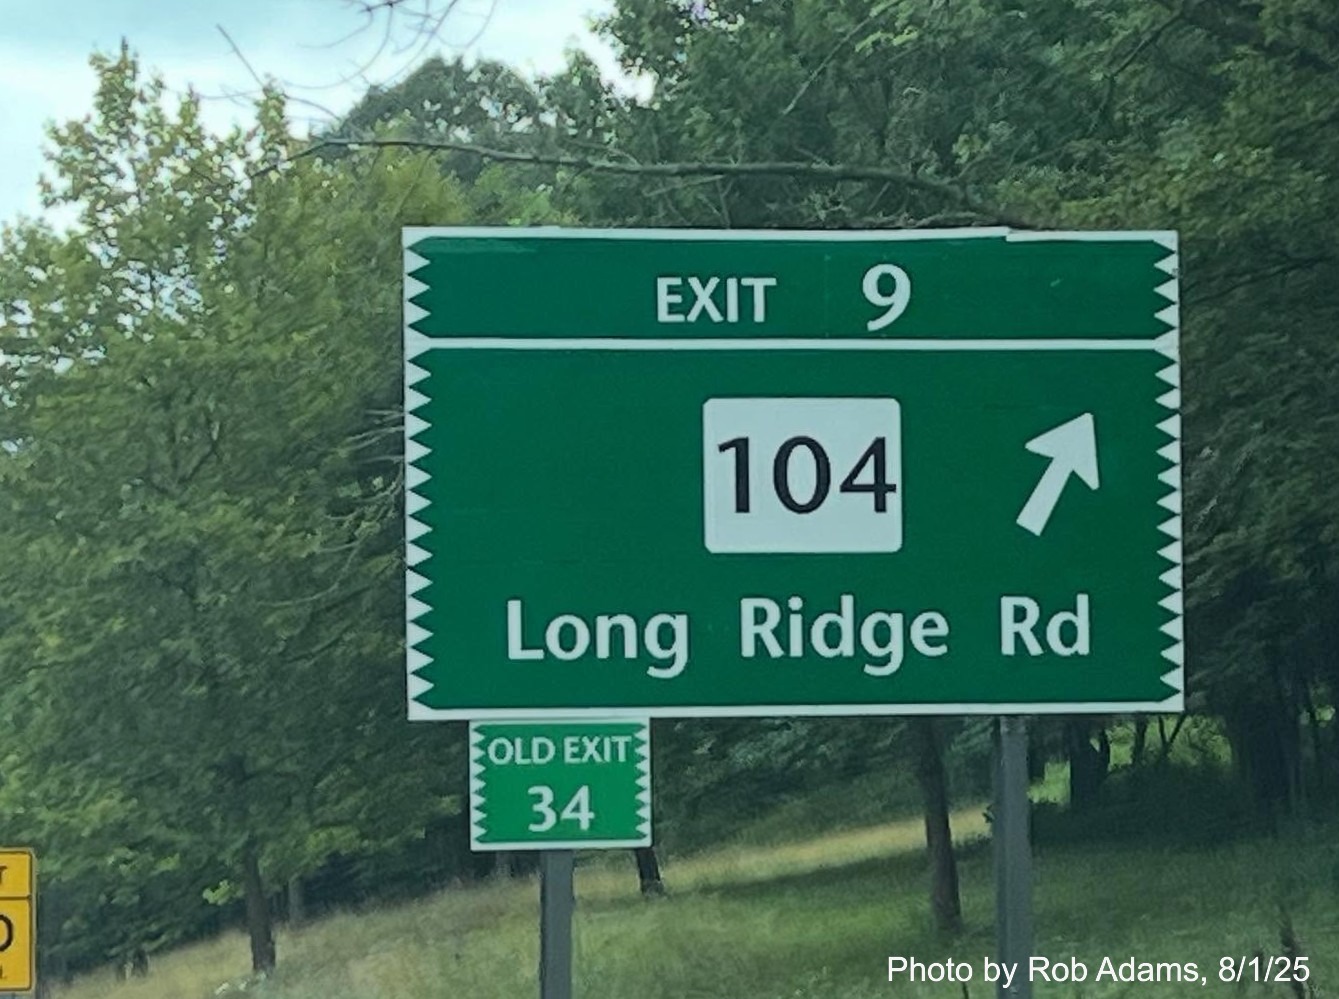 EXIT 9
104
Long Ridge Rd
OLD EXIT
34
Photo by Rob Adams, 8/1/25